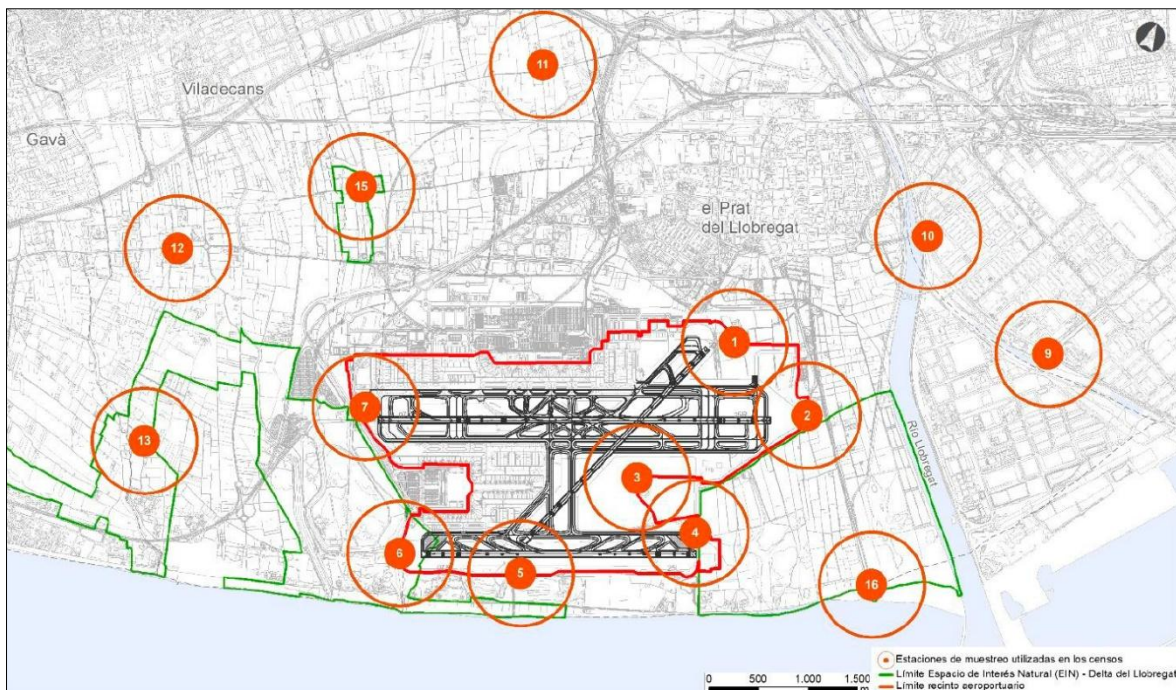 11
Viladecans
Gavà
15
el Prat
del Llobregat
12
10
1
9
7
2
13
Río Llobregat
3
4
6
5
16
Estaciones de muestreo utilizadas en los censos
Límite Espacio de Interés Natural (EIN) - Delta del Llobregat
Límite recinto aeroportuario
0 500 1.000 1.500
m